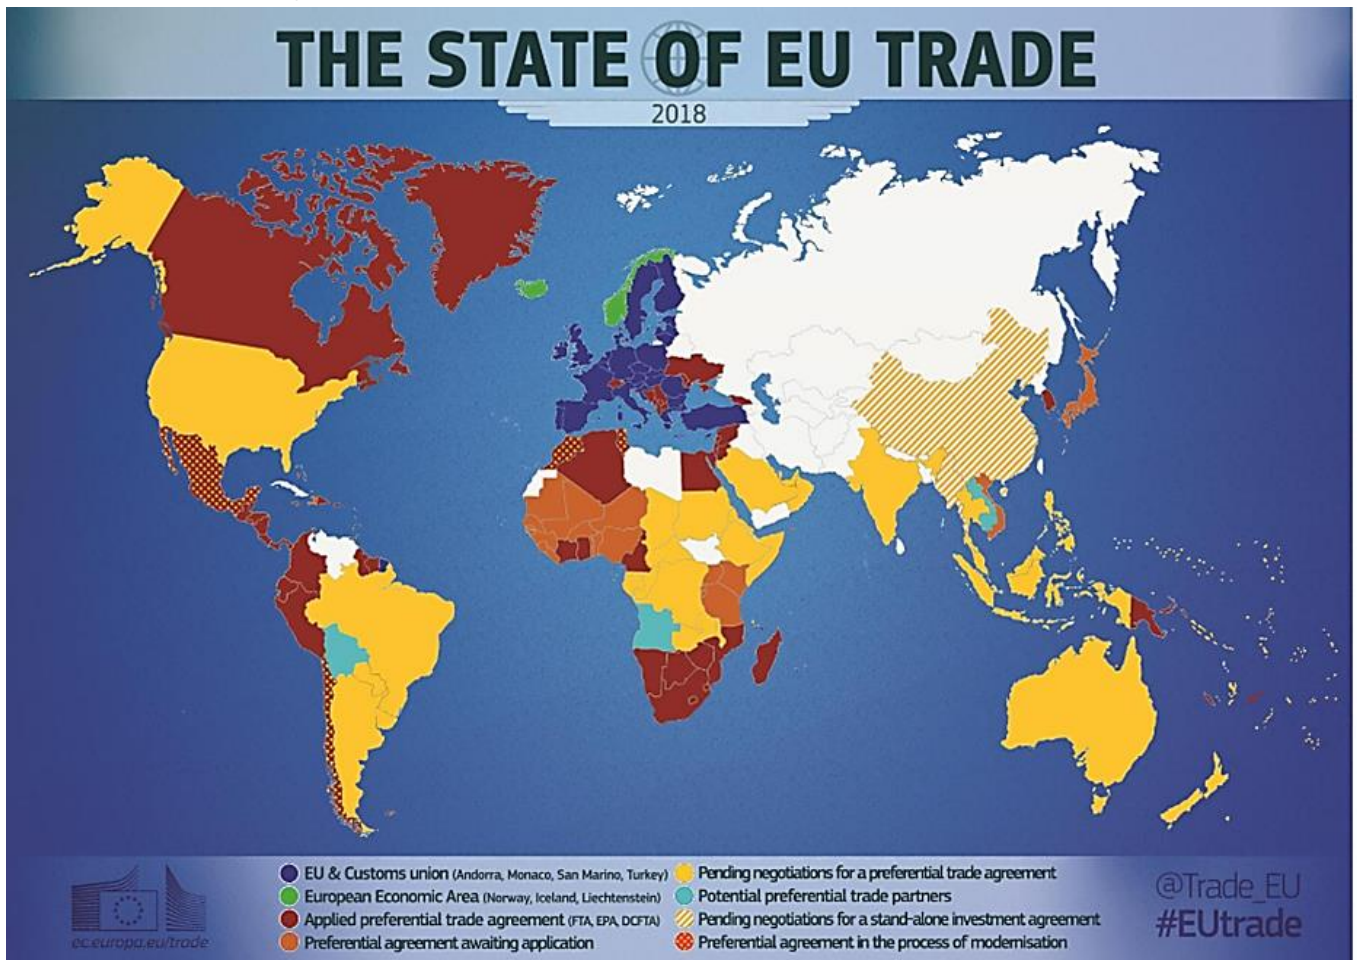 THE STATE OF EU TRADE
2018
EU & Customs union (Andorra, Monaco, San Marino, Turkey)
European Economic Area (Norway, Iceland, Liechtenstein)
Applied preferential trade agreement (FTA, EPA, DCFTA)
Preferential agreement awaiting application
Pending negotiations for a preferential trade agreement
Potential preferential trade partners
Pending negotiations for a stand-alone investment agreement
Preferential agreement in the process of modernisation
ec.europa.eu/trade
@Trade_EU
#EUtrade